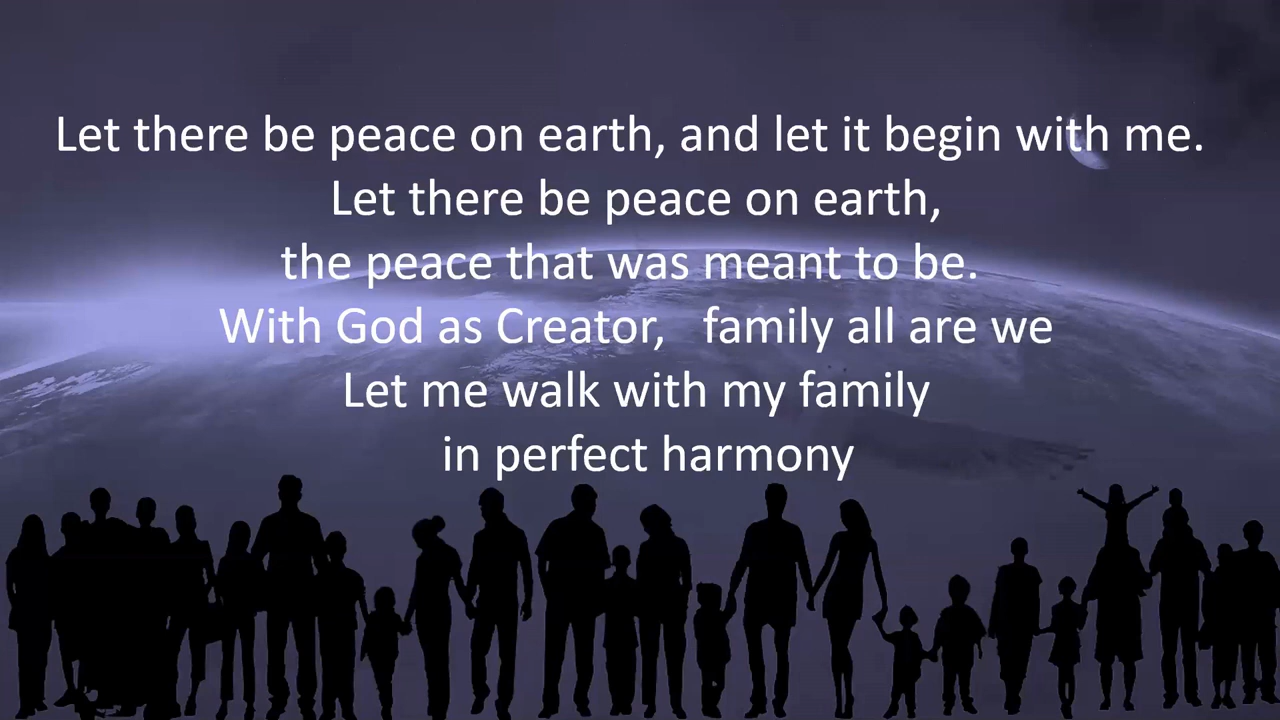 Let there be peace on earth, and let it begin with me.
Let there be peace on earth,
the peace that was meant to be.
With God as Creator,   family all are we
Let me walk with my family
in perfect harmony